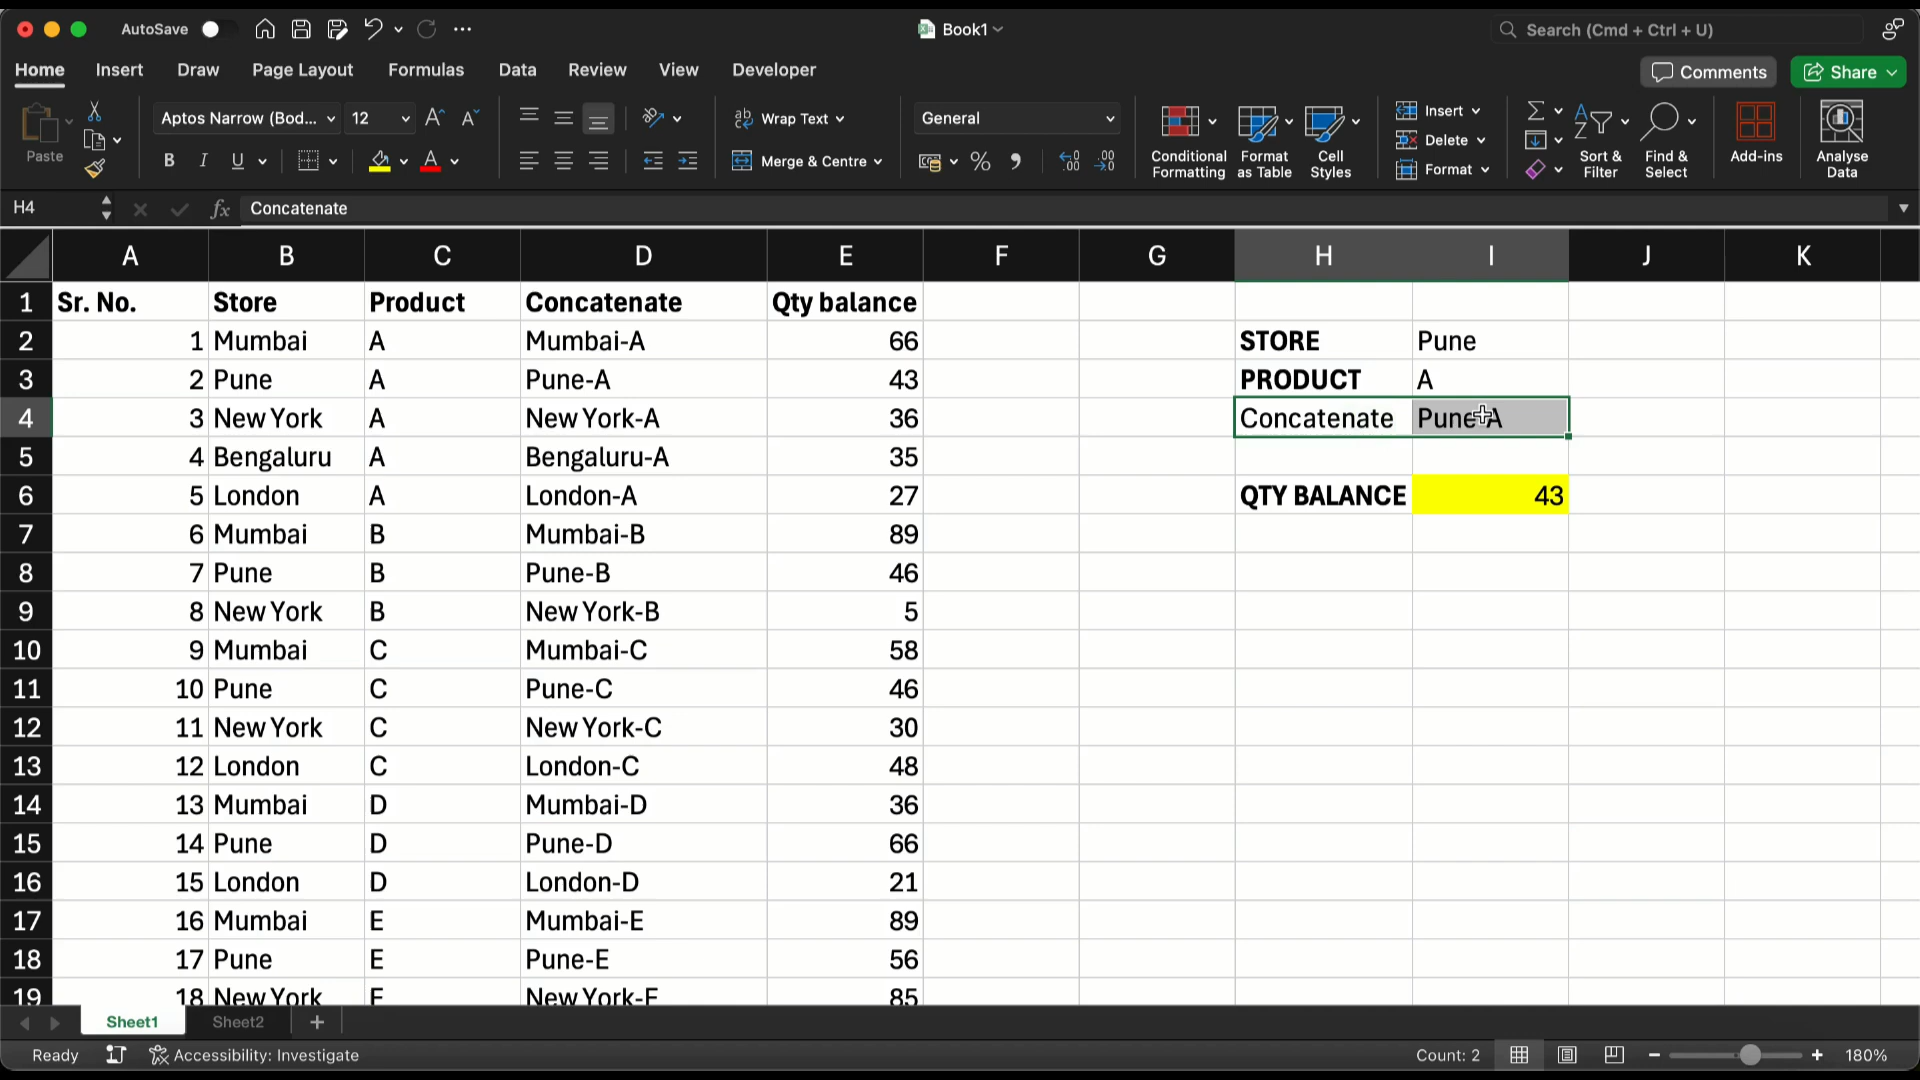 AutoSave
Book1
Search (Cmd + Ctrl + U)
Home Insert Draw Page Layout Formulas Data Review View Developer
Comments Share
Paste
Aptos Narrow (Bod... 12
B I U A
Wrap Text
Merge & Centre
General
Conditional Formatting
Format as Table
Cell Styles
Insert
Delete
Format
Sort & Filter
Find & Select
Add-ins
Analyse Data
H4 fx Concatenate
A B C D E F G H I J K
1 Sr. No. Store Product Concatenate Qty balance
2 1 Mumbai A Mumbai-A 66 STORE Pune
3 2 Pune A Pune-A 43 PRODUCT A
4 3 New York A New York-A 36 Concatenate Pune-A
5 4 Bengaluru A Bengaluru-A 35
6 5 London A London-A 27 QTY BALANCE 43
7 6 Mumbai B Mumbai-B 89
8 7 Pune B Pune-B 46
9 8 New York B New York-B 5
10 9 Mumbai C Mumbai-C 58
11 10 Pune C Pune-C 46
12 11 New York C New York-C 30
13 12 London C London-C 48
14 13 Mumbai D Mumbai-D 36
15 14 Pune D Pune-D 66
16 15 London D London-D 21
17 16 Mumbai E Mumbai-E 89
18 17 Pune E Pune-E 56
19 18 New York E New York-E 85
Sheet1 Sheet2 +
Ready Accessibility: Investigate Count: 2 180%